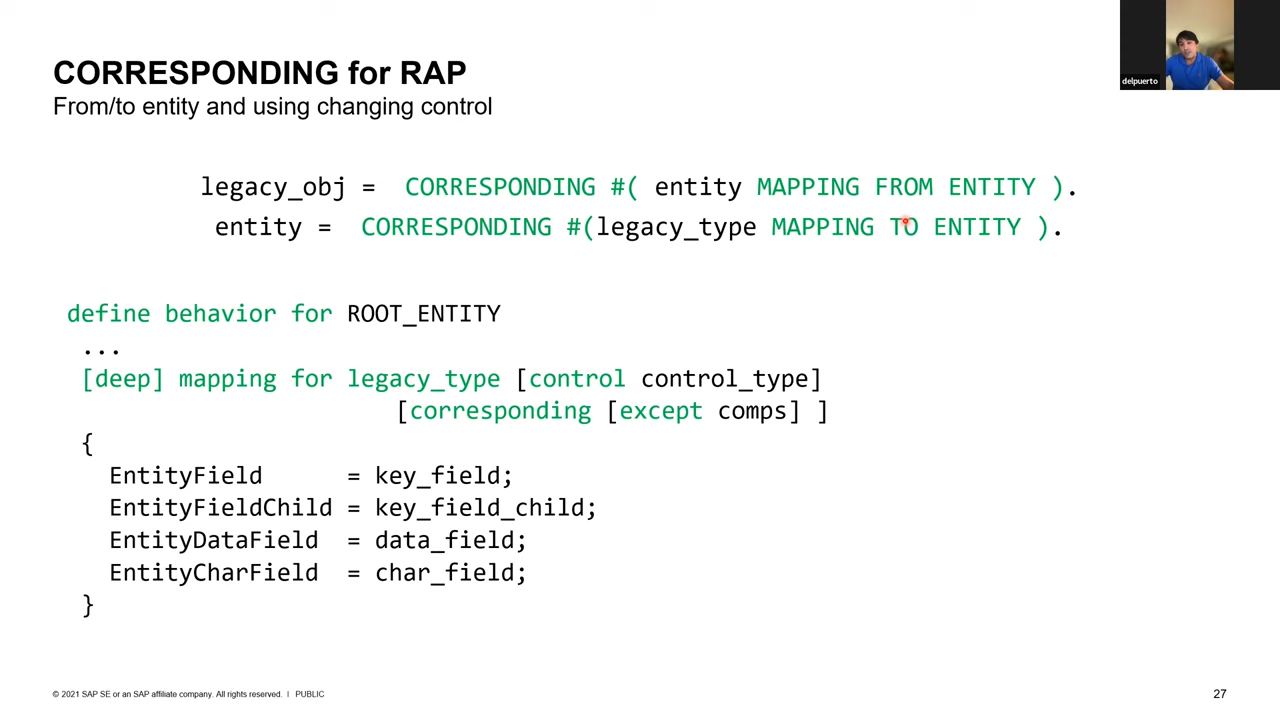 CORRESPONDING for RAP
From/to entity and using changing control
delpuerto
legacy_obj = CORRESPONDING #( entity MAPPING FROM ENTITY ).
entity = CORRESPONDING #(legacy_type MAPPING TO ENTITY ).
define behavior for ROOT_ENTITY
...
[deep] mapping for legacy_type [control control_type]
[corresponding [except comps] ]
{
EntityField = key_field;
EntityFieldChild = key_field_child;
EntityDataField = data_field;
EntityCharField = char_field;
}
© 2021 SAP SE or an SAP affiliate company. All rights reserved. | PUBLIC
27